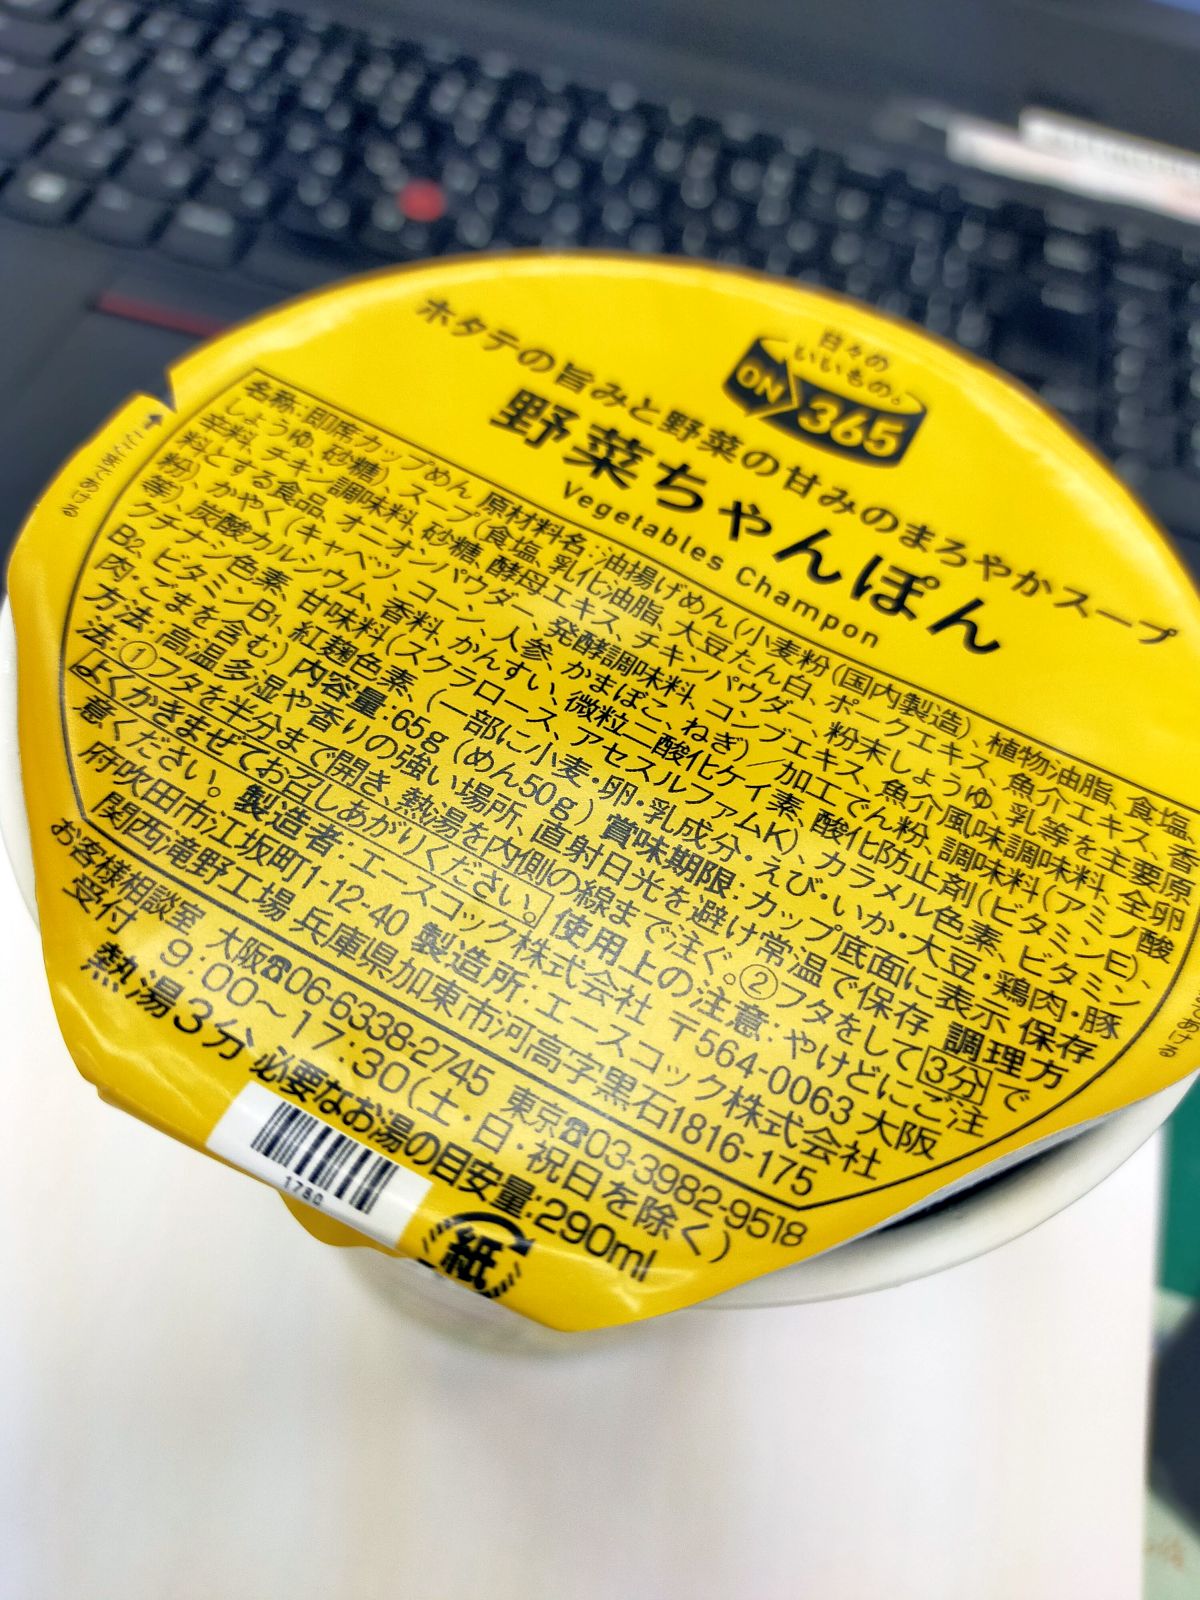 日々の
いいもの。
ON 365
ホタテの旨みと野菜の甘みのまろやかスープ
野菜ちゃんぽん
Vegetables Champon
名称:即席カップめん 原材料名:油揚げめん(小麦粉(国内製造)、植物油脂、食塩、
しょうゆ、砂糖)、スープ(食塩、乳化油脂、大豆たん白、ポークエキス、魚介エキス、香
辛料、チキン調味料、砂糖、酵母エキス、チキンパウダー、粉末しょうゆ、乳等を主要原
料とする食品、オニオンパウダー、発酵調味料、コンブエキス、魚介風味調味料、全卵
粉)、かやく(キャベツ、コーン、人参、かまぼこ、ねぎ)/加工でん粉、調味料(アミノ酸
等)、炭酸カルシウム、香料、かんすい、微粒二酸化ケイ素、酸化防止剤(ビタミンE)、
クチナシ色素、甘味料(スクラロース、アセスルファムK)、カラメル色素、ビタミン
B2、ビタミンB1、紅麹色素、(一部に小麦・卵・乳成分・えび・いか・大豆・鶏肉・豚
肉・ごまを含む) 内容量:65g(めん50g) 賞味期限:カップ底面に表示 保存
方法:高温多湿や香りの強い場所、直射日光を避け常温で保存 調理方
法:①フタを半分まで開き、熱湯を内側の線まで注ぐ。②フタをして3分で
よくかきまぜてお召しあがりください。 使用上の注意:やけどにご注
意ください。 製造者:エースコック株式会社 〒564-0063 大阪
府吹田市江坂町1-12-40 製造所:エースコック株式会社
関西滝野工場 兵庫県加東市河高字黒石1816-175
お客様相談室 大阪☎06-6338-2745 東京☎03-3982-9518
受付 9:00~17:30(土・日・祝日を除く)
熱湯3分 必要なお湯の目安量:290ml
1780
紙
ここまであける